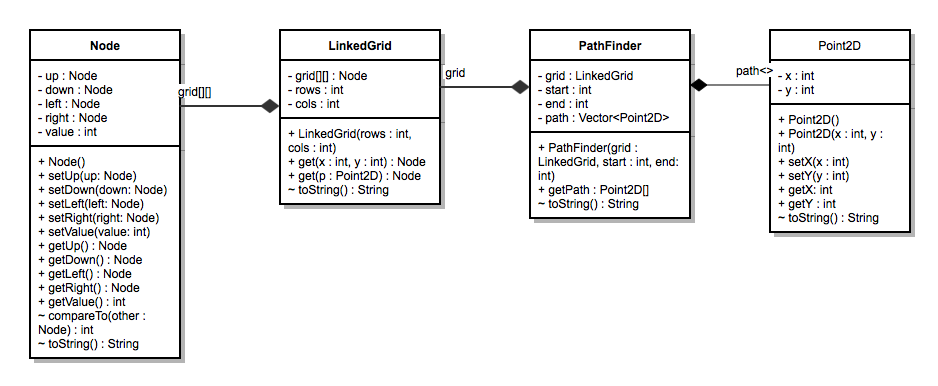 Node
- up : Node
- down : Node
- left : Node
- right : Node
- value : int
+ Node()
+ setUp(up: Node)
+ setDown(down: Node)
+ setLeft(left: Node)
+ setRight(right: Node)
+ setValue(value: int)
+ getUp() : Node
+ getDown() : Node
+ getLeft() : Node
+ getRight() : Node
+ getValue() : int
~ compareTo(other :
Node) : int
~ toString() : String
grid[][]
LinkedGrid
- grid[][] : Node
- rows : int
- cols : int
+ LinkedGrid(rows : int,
cols : int)
+ get(x : int, y : int) : Node
+ get(p : Point2D) : Node
~ toString() : String
grid
PathFinder
- grid : LinkedGrid
- start : int
- end : int
- path : Vector<Point2D>
+ PathFinder(grid :
LinkedGrid, start : int, end:
int)
+ getPath : Point2D[]
~ toString() : String
path<>
Point2D
- x : int
- y : int
+ Point2D()
+ Point2D(x : int, y :
int)
+ setX(x : int)
+ setY(y : int)
+ getX: int
+ getY : int
~ toString() : String